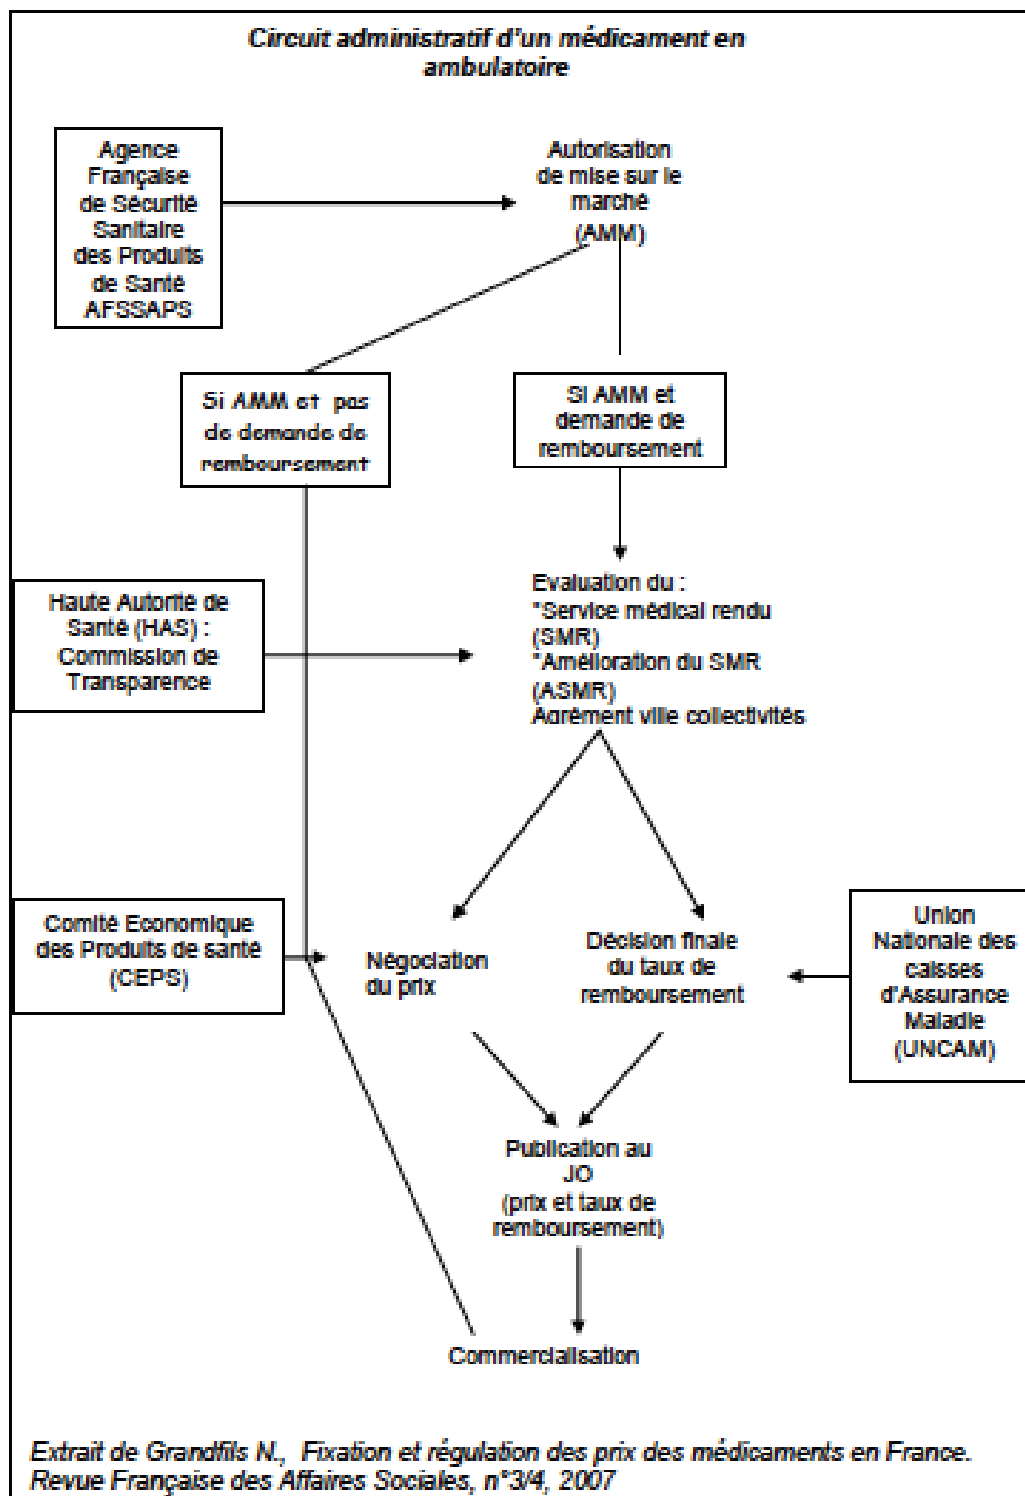 Circuit administratif d'un médicament en
ambulatoire
Agence
Française
de Sécurité
Sanitaire
des Produits
de Santé
AFSSAPS
Autorisation
de mise sur le
marché
(AMM)
Si AMM et pas
de demande de
remboursement
Si AMM et
demande de
remboursement
Haute Autorité de
Santé (HAS) :
Commission de
Transparence
Evaluation du :
*Service médical rendu
(SMR)
*Amélioration du SMR
(ASMR)
Agrément ville collectivités
Comité Economique
des Produits de santé
(CEPS)
Négociation
du prix
Décision finale
du taux de
remboursement
Union
Nationale des
caisses
d'Assurance
Maladie
(UNCAM)
Publication au
JO
(prix et taux de
remboursement)
Commercialisation
Extrait de Grandfils N., Fixation et régulation des prix des médicaments en France.
Revue Française des Affaires Sociales, n°3/4, 2007